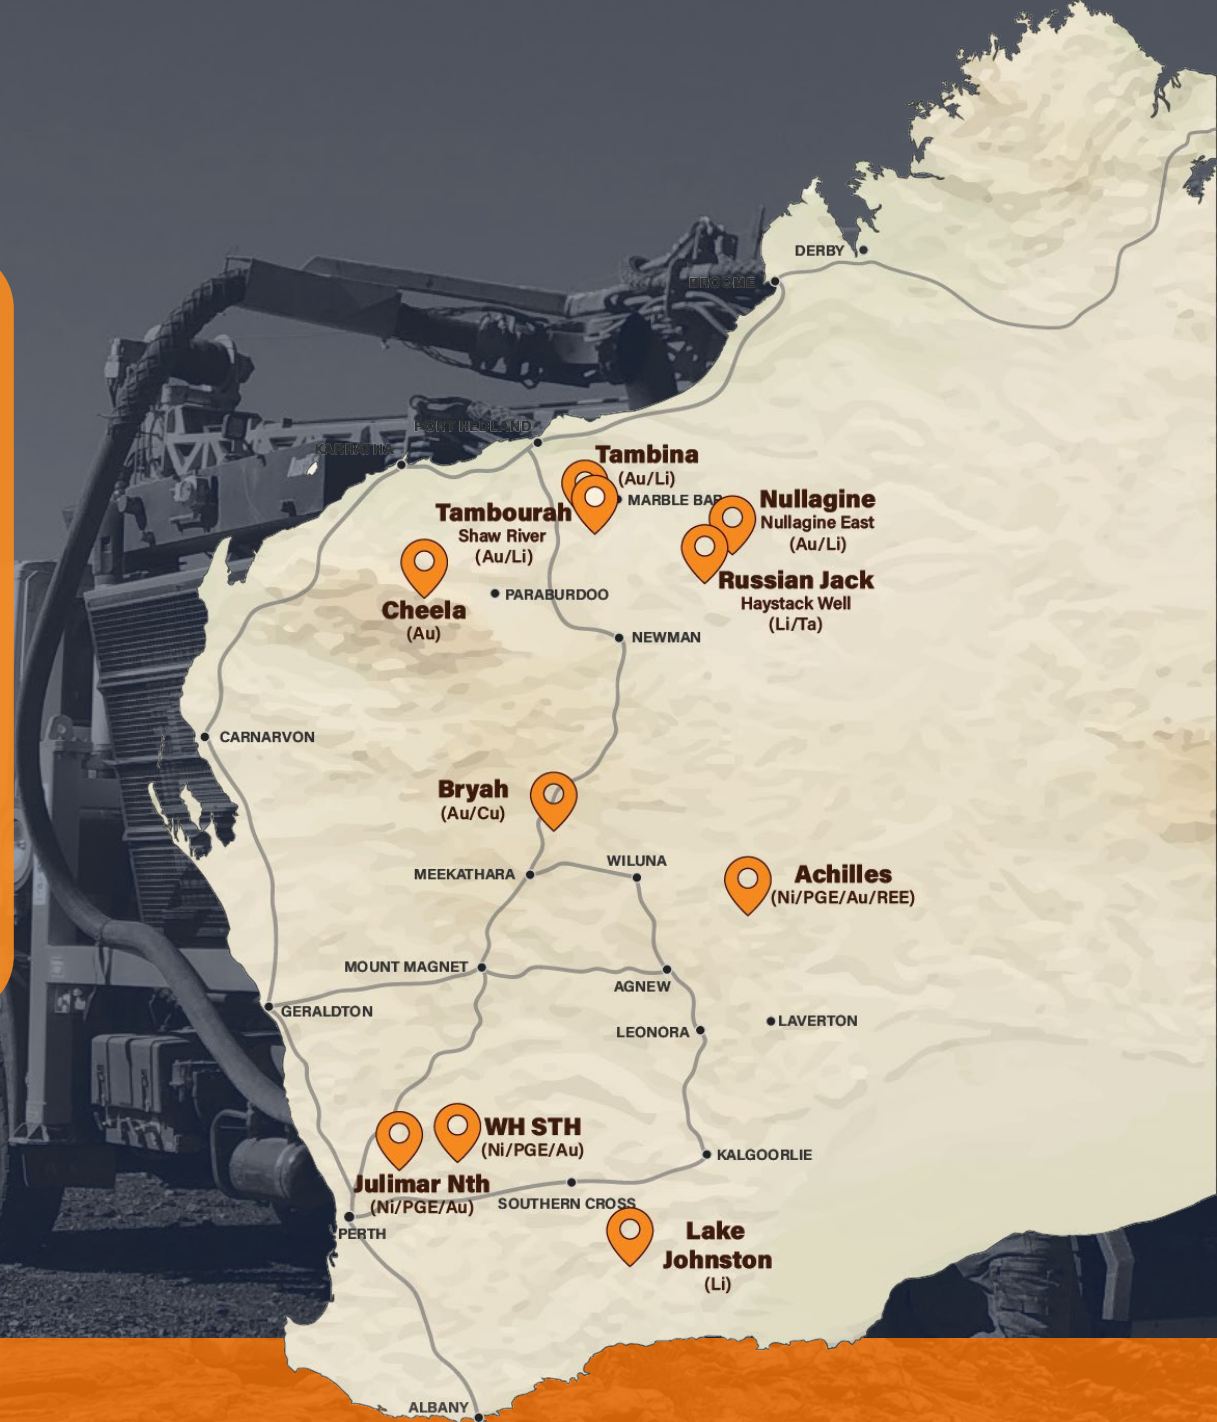 DERBY
BROOME
PORT HEDLAND
KARRATHA
Tambina
(Au/Li)
MARBLE BAR
Tambourah
Shaw River
(Au/Li)
Nullagine
Nullagine East
(Au/Li)
Russian Jack
Haystack Well
(Li/Ta)
Cheela
(Au)
PARABURDOO
NEWMAN
CARNARVON
Bryah
(Au/Cu)
MEEKATHARA
WILUNA
Achilles
(Ni/PGE/Au/REE)
MOUNT MAGNET
AGNEW
GERALDTON
LEONORA
LAVERTON
WH STH
(Ni/PGE/Au)
KALGOORLIE
Julimar Nth
(Ni/PGE/Au)
SOUTHERN CROSS
PERTH
Lake
Johnston
(Li)
ALBANY